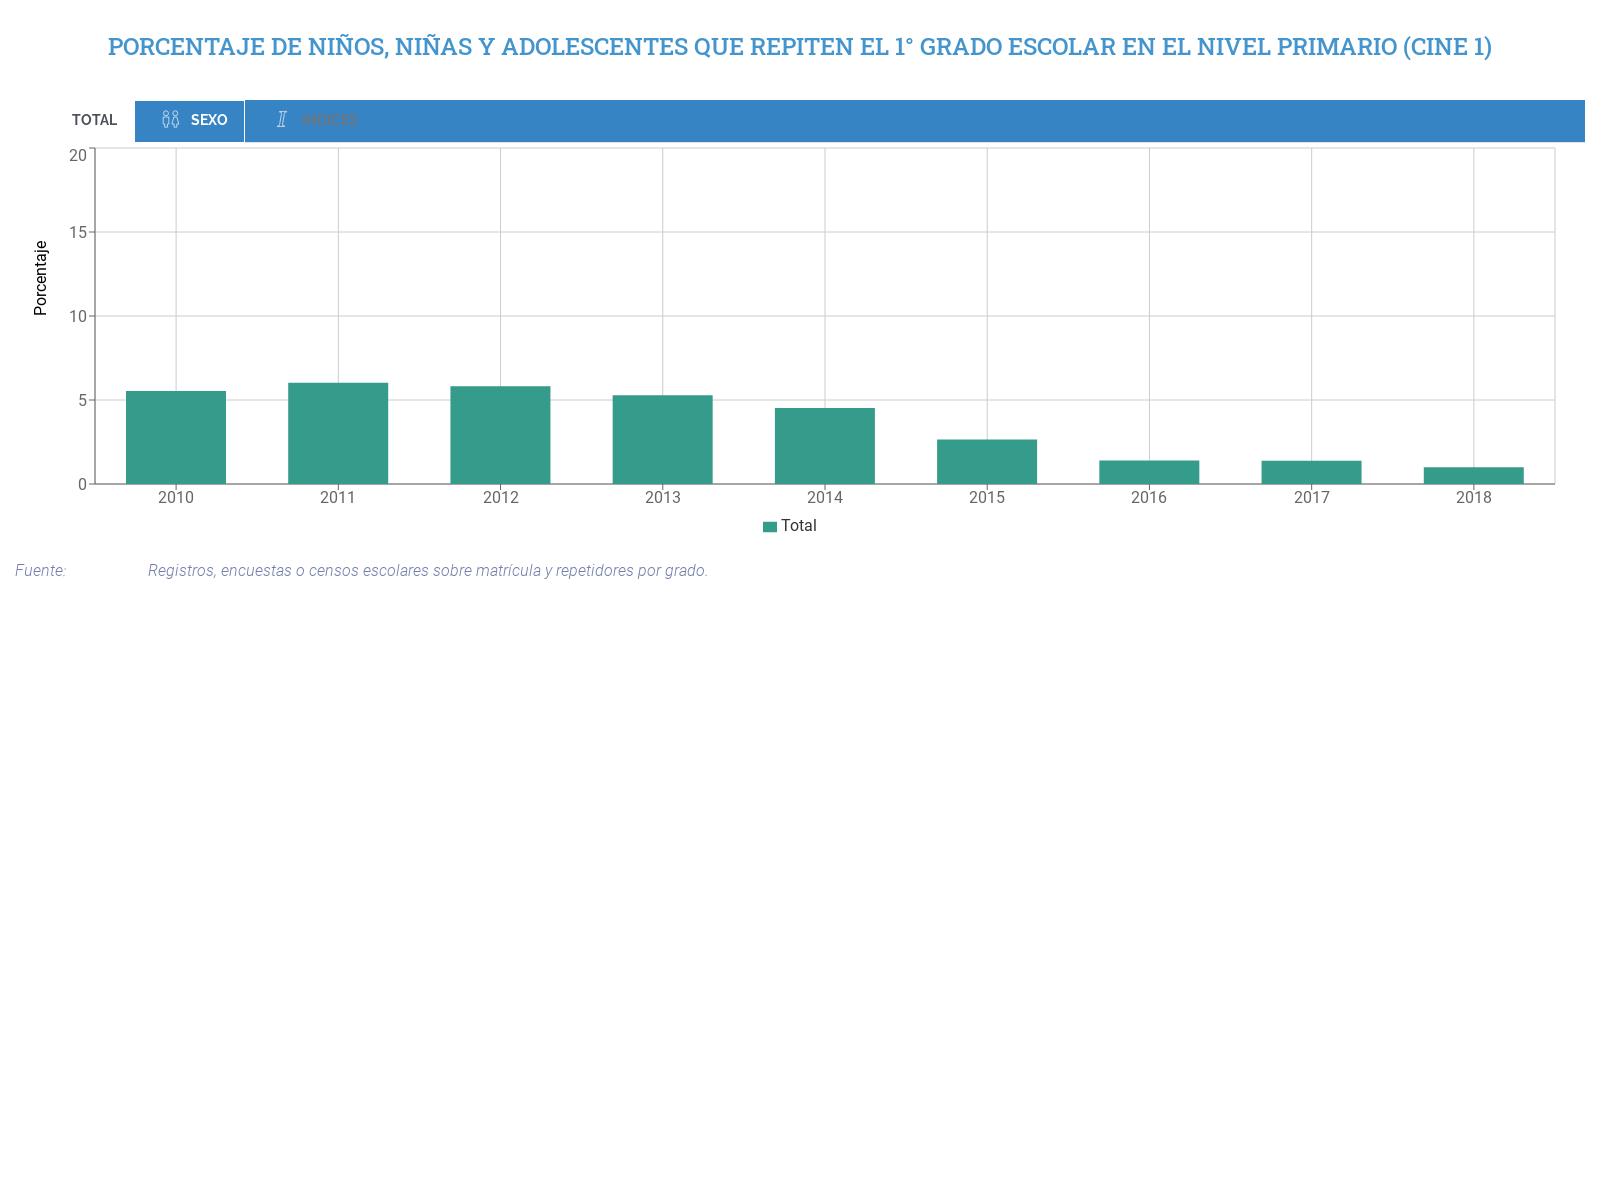 PORCENTAJE DE NIÑOS, NIÑAS Y ADOLESCENTES QUE REPITEN EL 1° GRADO ESCOLAR EN EL NIVEL PRIMARIO (CINE 1)
TOTAL SEXO INDICES
20
15
10
5
0
Porcentaje
2010 2011 2012 2013 2014 2015 2016 2017 2018
Total
Fuente: Registros, encuestas o censos escolares sobre matrícula y repetidores por grado.